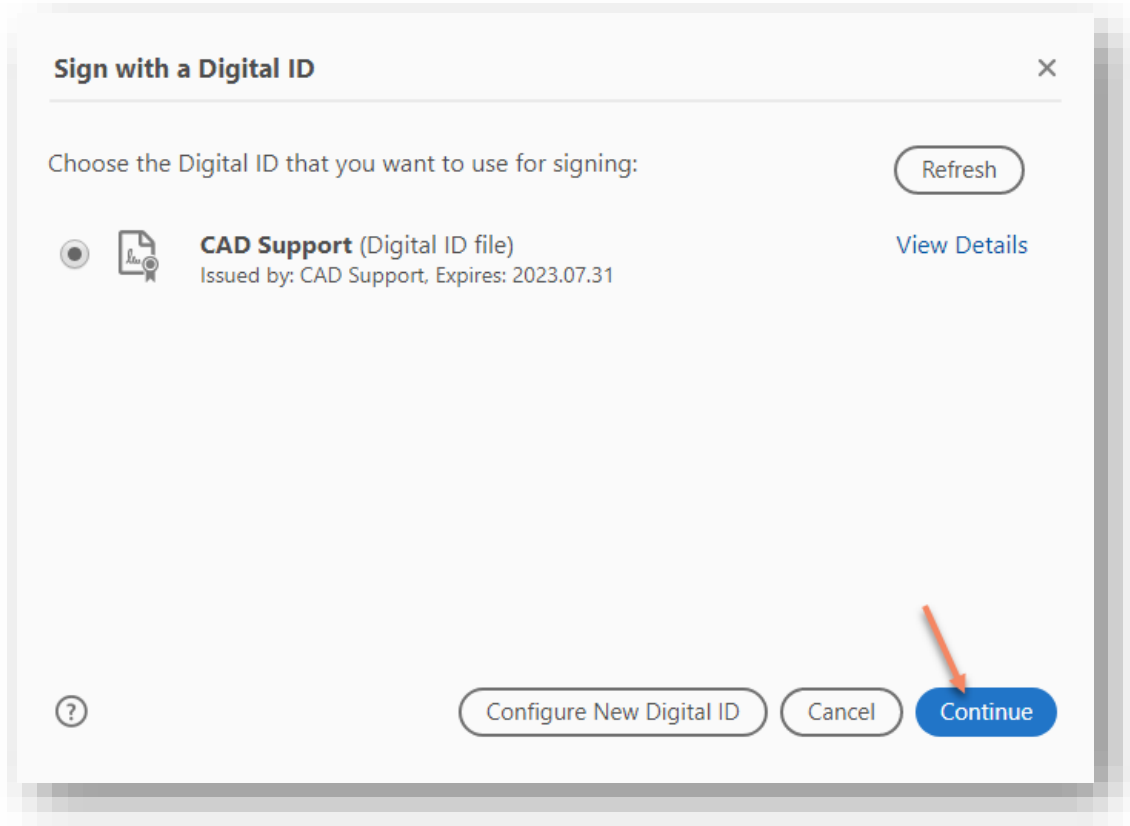 Sign with a Digital ID
Choose the Digital ID that you want to use for signing:
Refresh
CAD Support (Digital ID file)
View Details
Issued by: CAD Support, Expires: 2023.07.31
?
Configure New Digital ID
Cancel
Continue